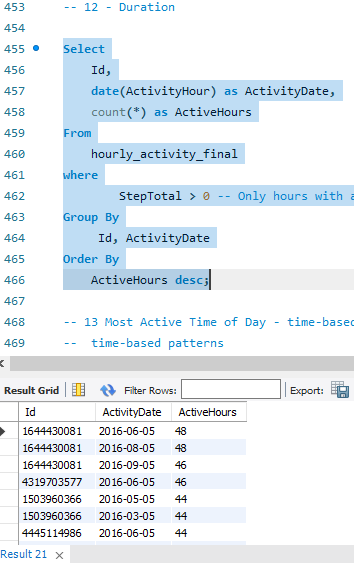 453 -- 12 - Duration
454
455 Select
456 Id,
457 date(ActivityHour) as ActivityDate,
458 count(*) as ActiveHours
459 From
460 hourly_activity_final
461 where
462 StepTotal > 0 -- Only hours with a
463 Group By
464 Id, ActivityDate
465 Order By
466 ActiveHours desc;
467
468 -- 13 Most Active Time of Day - time-based
469 -- time-based patterns
Result Grid Filter Rows: Export:
Id ActivityDate ActiveHours
1644430081 2016-06-05 48
1644430081 2016-08-05 48
1644430081 2016-09-05 46
4319703577 2016-06-05 46
1503960366 2016-05-05 44
1503960366 2016-03-05 44
4445114986 2016-06-05 44
Result 21 ×